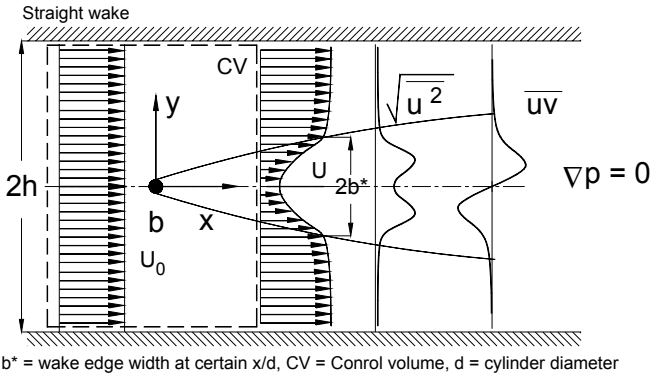 Straight wake
CV
y
√u²
uv
2h
U
2b*
∇p = 0
b
x
U₀
b* = wake edge width at certain x/d, CV = Conrol volume, d = cylinder diameter